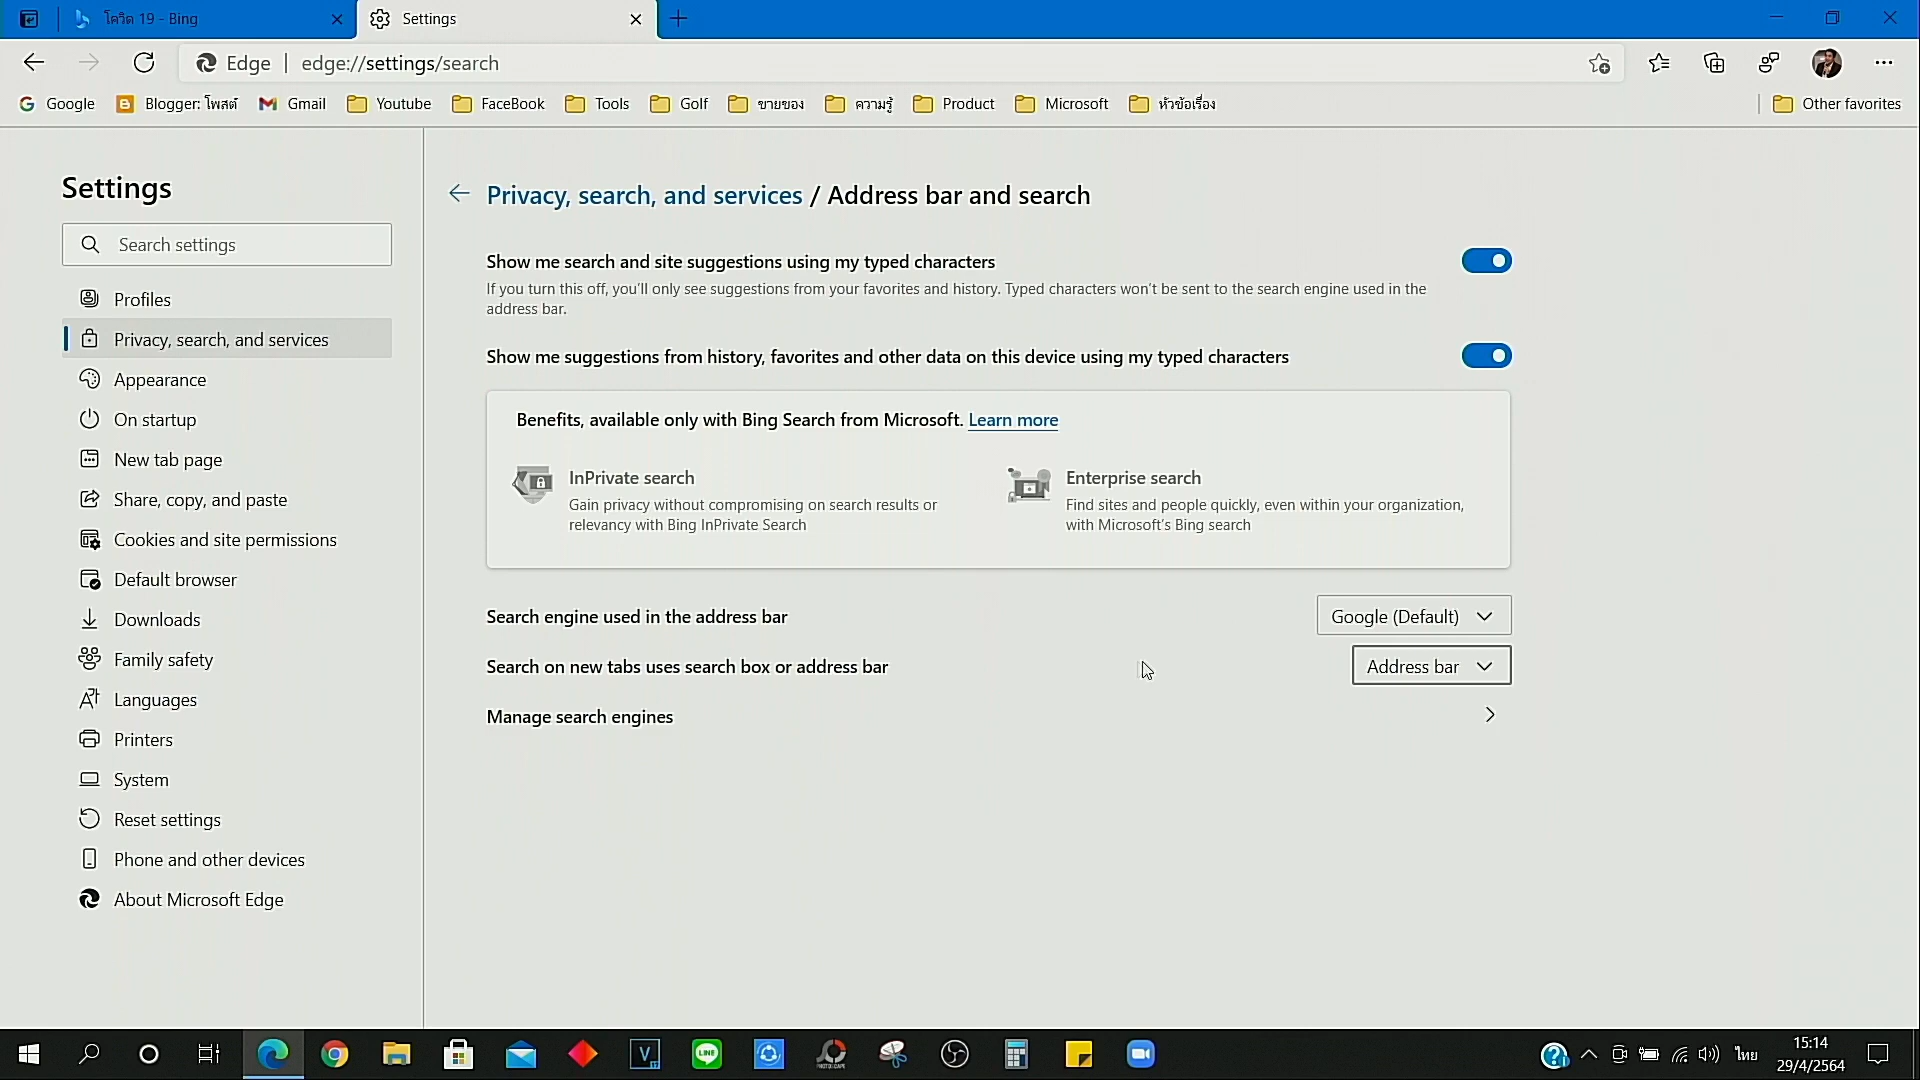 โควิด 19 - Bing
Settings
Edge | edge://settings/search
Google
Blogger: โพสต์
Gmail
Youtube
FaceBook
Tools
Golf
ขายของ
ความรู้
Product
Microsoft
หัวข้อเรื่อง
Other favorites
Settings
Search settings
Profiles
Privacy, search, and services
Appearance
On startup
New tab page
Share, copy, and paste
Cookies and site permissions
Default browser
Downloads
Family safety
Languages
Printers
System
Reset settings
Phone and other devices
About Microsoft Edge
Privacy, search, and services / Address bar and search
Show me search and site suggestions using my typed characters
If you turn this off, you'll only see suggestions from your favorites and history. Typed characters won't be sent to the search engine used in the
address bar.
Show me suggestions from history, favorites and other data on this device using my typed characters
Benefits, available only with Bing Search from Microsoft. Learn more
InPrivate search
Gain privacy without compromising on search results or
relevancy with Bing InPrivate Search
Enterprise search
Find sites and people quickly, even within your organization,
with Microsoft's Bing search
Search engine used in the address bar
Google (Default)
Search on new tabs uses search box or address bar
Address bar
Manage search engines
V
LINE
PHOTOSCAPE
ไทย
15:14
29/4/2564